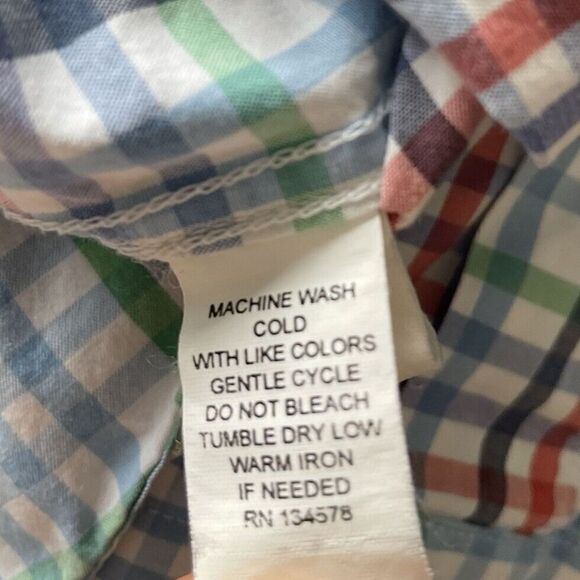 MACHINE WASH
COLD
WITH LIKE COLORS
GENTLE CYCLE
DO NOT BLEACH
TUMBLE DRY LOW
WARM IRON
IF NEEDED
RN 134578